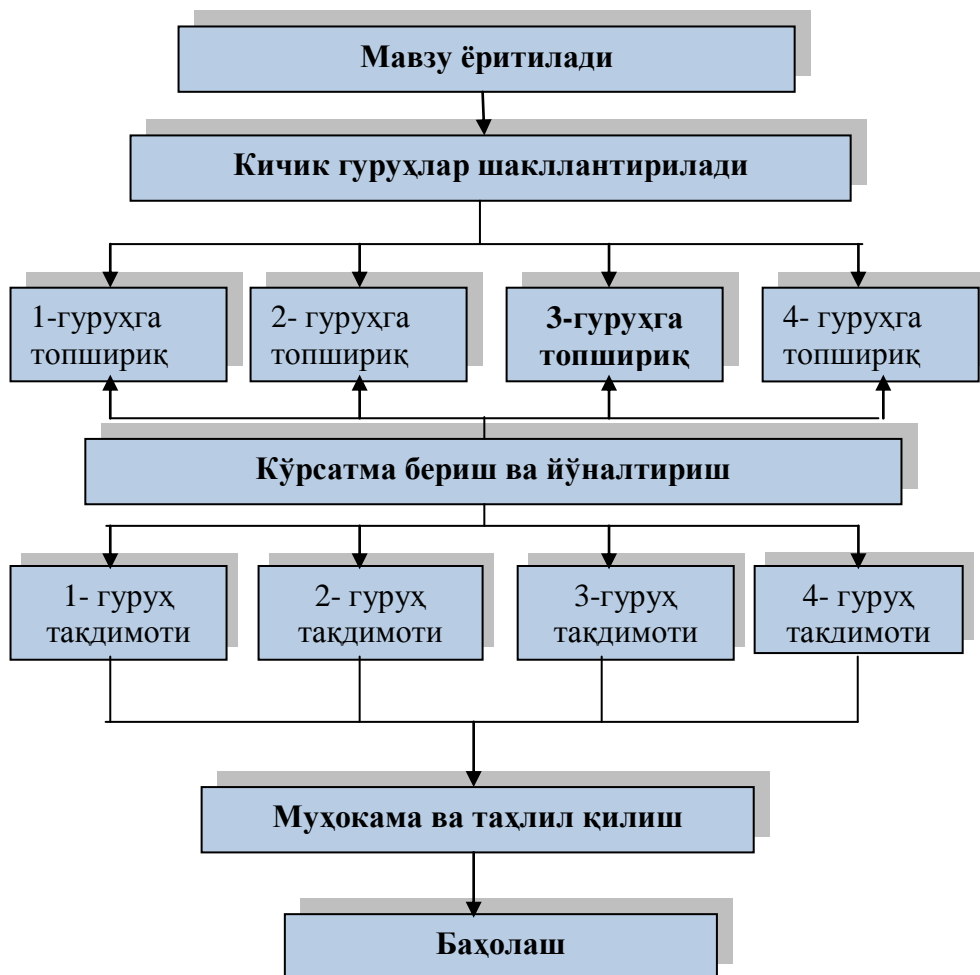 Мавзу ёритилади
Кичик гуруҳлар шакллантирилади
1-гуруҳга
топшириқ
2- гуруҳга
топшириқ
3-гуруҳга
топшириқ
4- гуруҳга
топшириқ
Кўрсатма бериш ва йўналтириш
1- гуруҳ
тақдимоти
2- гуруҳ
тақдимоти
3-гуруҳ
тақдимоти
4- гуруҳ
тақдимоти
Муҳокама ва таҳлил қилиш
Баҳолаш